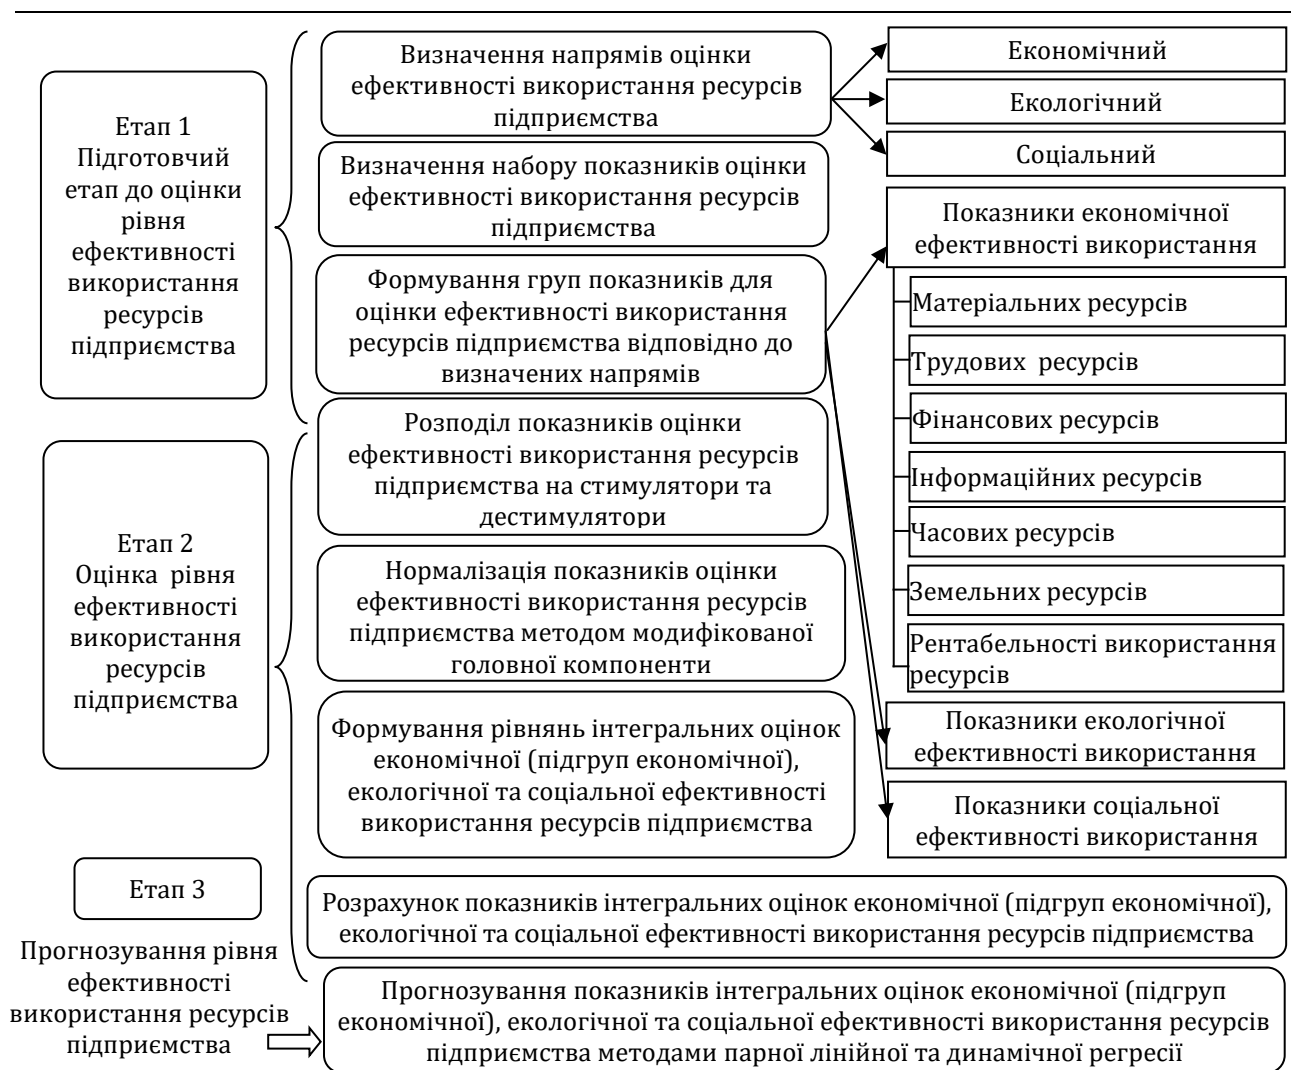 Етап 1
Підготовчий
етап до оцінки
рівня
ефективності
використання
ресурсів
підприємства
Визначення напрямів оцінки
ефективності використання ресурсів
підприємства
Економічний
Екологічний
Соціальний
Визначення набору показників оцінки
ефективності використання ресурсів
підприємства
Формування груп показників для
оцінки ефективності використання
ресурсів підприємства відповідно до
визначених напрямів
Показники економічної
ефективності використання
Матеріальних ресурсів
Трудових ресурсів
Фінансових ресурсів
Інформаційних ресурсів
Часових ресурсів
Земельних ресурсів
Рентабельності використання
ресурсів
Показники екологічної
ефективності використання
Показники соціальної
ефективності використання
Етап 2
Оцінка рівня
ефективності
використання
ресурсів
підприємства
Розподіл показників оцінки
ефективності використання ресурсів
підприємства на стимулятори та
дестимулятори
Нормалізація показників оцінки
ефективності використання ресурсів
підприємства методом модифікованої
головної компоненти
Формування рівнянь інтегральних оцінок
економічної (підгруп економічної),
екологічної та соціальної ефективності
використання ресурсів підприємства
Розрахунок показників інтегральних оцінок економічної (підгруп економічної),
екологічної та соціальної ефективності використання ресурсів підприємства
Етап 3
Прогнозування рівня
ефективності
використання ресурсів
підприємства
Прогнозування показників інтегральних оцінок економічної (підгруп
економічної), екологічної та соціальної ефективності використання ресурсів
підприємства методами парної лінійної та динамічної регресії